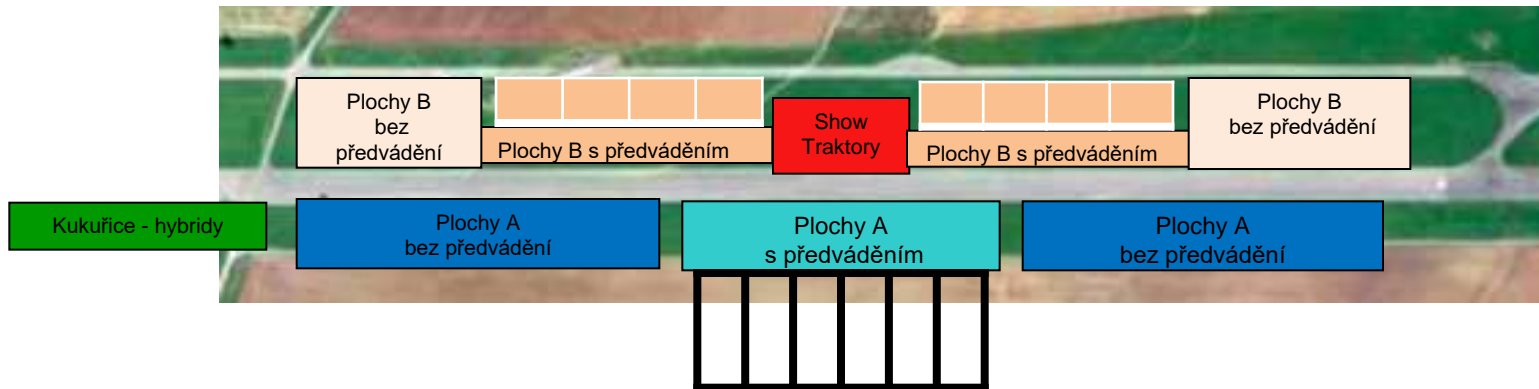 Plochy B
bez
předvádění
Plochy B s předváděním
Show
Traktory
Plochy B s předváděním
Plochy B
bez předvádění
Kukuřice - hybridy
Plochy A
bez předvádění
Plochy A
s předváděním
Plochy A
bez předvádění